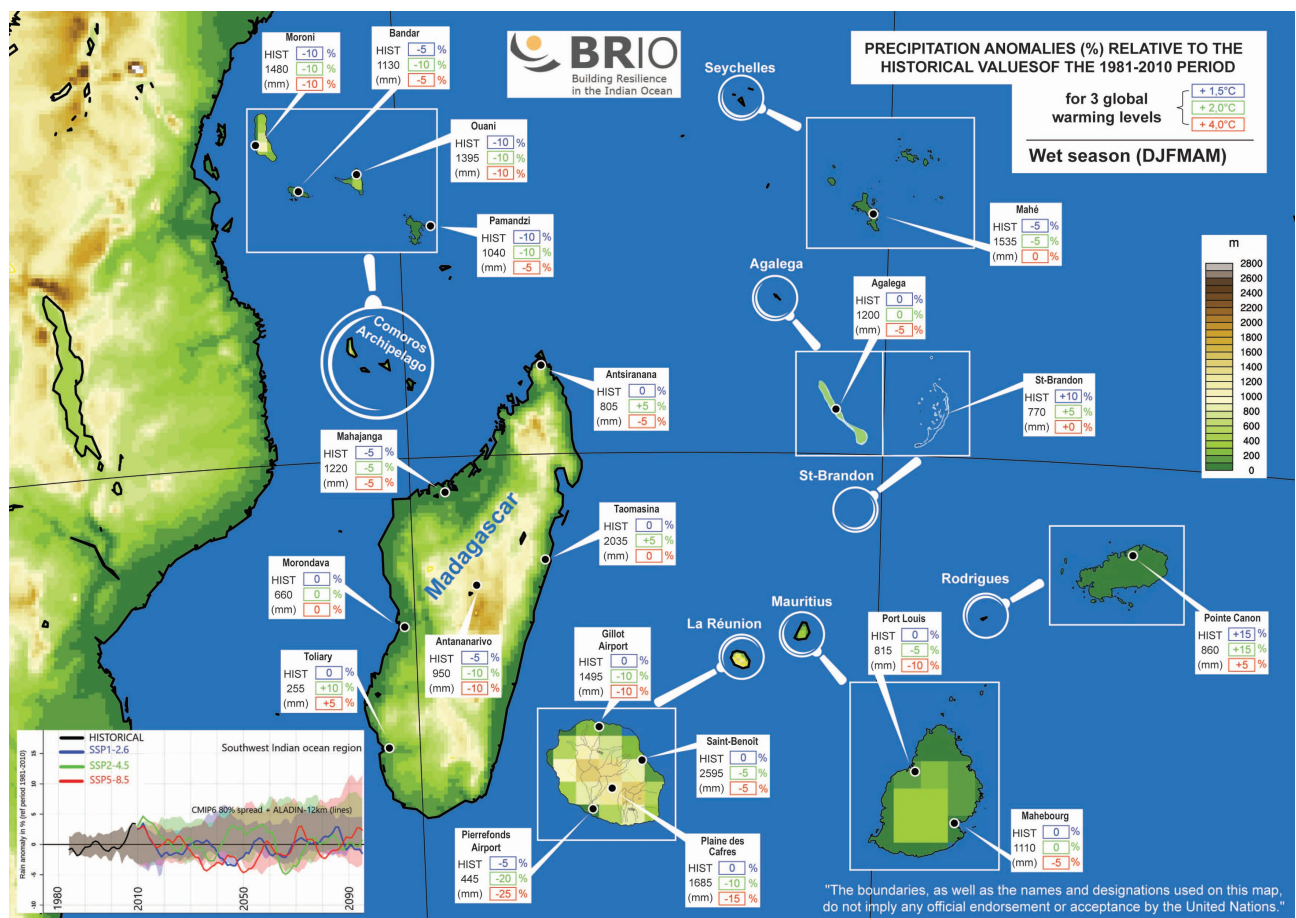 Moroni
HIST -10 %
1480 -10 %
(mm) -10 %
Bandar
HIST -5 %
1130 -10 %
(mm) -5 %
BRIO
Building Resilience
in the Indian Ocean
PRECIPITATION ANOMALIES (%) RELATIVE TO THE
HISTORICAL VALUESOF THE 1981-2010 PERIOD
for 3 global
warming levels
+ 1,5°C
+ 2,0°C
+ 4,0°C
Wet season (DJFMAM)
Seychelles
Ouani
HIST -10 %
1395 -10 %
(mm) -10 %
Pamandzi
HIST -10 %
1040 -10 %
(mm) -5 %
Mahé
HIST -5 %
1535 -5 %
(mm) 0 %
Comoros
Archipelago
Agalega
Agalega
HIST 0 %
1200 0 %
(mm) -5 %
m
2800
2600
2400
2200
2000
1800
1600
1400
1200
1000
800
600
400
200
0
Antsiranana
HIST 0 %
805 +5 %
(mm) -5 %
St-Brandon
HIST +10 %
770 +5 %
(mm) +0 %
Mahajanga
HIST -5 %
1220 -5 %
(mm) -5 %
St-Brandon
Madagascar
Taomasina
HIST 0 %
2035 +5 %
(mm) 0 %
Morondava
HIST 0 %
660 0 %
(mm) 0 %
Rodrigues
Mauritius
La Réunion
Port Louis
HIST 0 %
815 -5 %
(mm) -10 %
Pointe Canon
HIST +15 %
860 +15 %
(mm) +5 %
Antananarivo
HIST -5 %
950 -10 %
(mm) -10 %
Gillot
Airport
HIST 0 %
1495 -10 %
(mm) -10 %
Toliary
HIST 0 %
255 +10 %
(mm) +5 %
Saint-Benoît
HIST 0 %
2595 -5 %
(mm) -5 %
Pierrefonds
Airport
HIST -5 %
445 -20 %
(mm) -25 %
Plaine des
Cafres
HIST 0 %
1685 -10 %
(mm) -15 %
Mahebourg
HIST 0 %
1110 0 %
(mm) -5 %
HISTORICAL
SSP1-2.6
SSP2-4.5
SSP5-8.5
Southwest Indian ocean region
CMIP6 80% spread + ALADIN-12km (lines)
Rain anomaly in % (ref period 1981-2010)
15
10
5
0
-5
-10
1980
2010
2050
2090
"The boundaries, as well as the names and designations used on this map,
do not imply any official endorsement or acceptance by the United Nations."